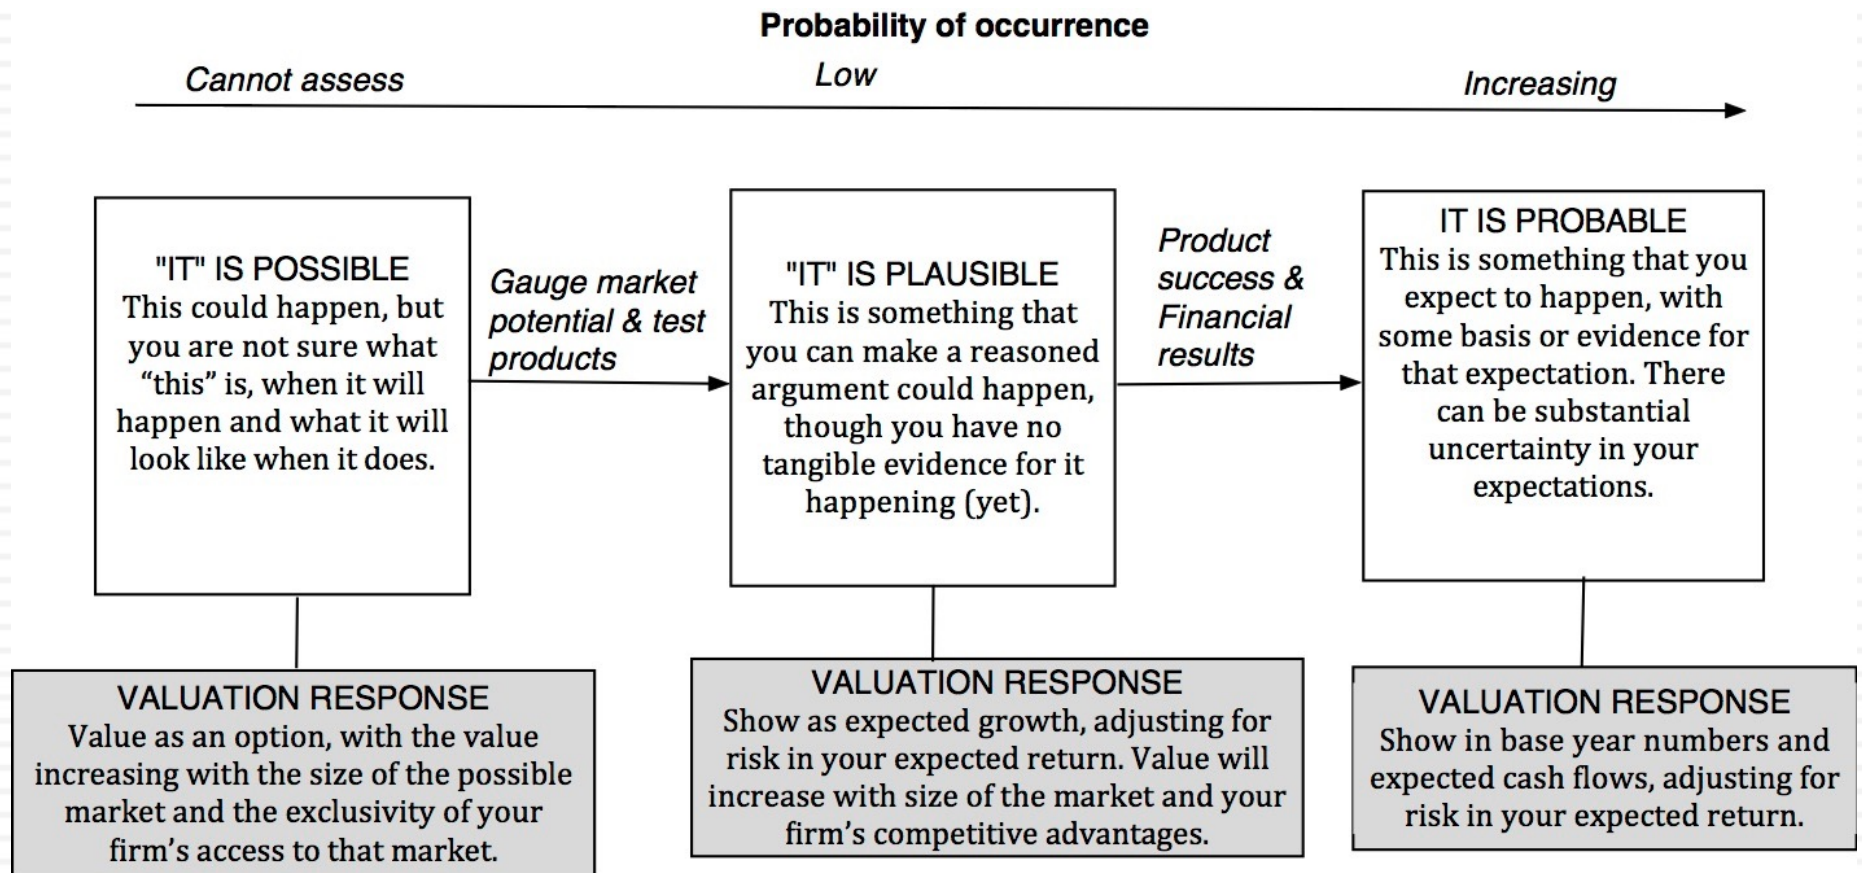 Probability of occurrence
Cannot assess
Low
Increasing
"IT" IS POSSIBLE
This could happen, but
you are not sure what
“this” is, when it will
happen and what it will
look like when it does.
Gauge market
potential & test
products
"IT" IS PLAUSIBLE
This is something that
you can make a reasoned
argument could happen,
though you have no
tangible evidence for it
happening (yet).
Product
success &
Financial
results
IT IS PROBABLE
This is something that you
expect to happen, with
some basis or evidence for
that expectation. There
can be substantial
uncertainty in your
expectations.
VALUATION RESPONSE
Value as an option, with the value
increasing with the size of the possible
market and the exclusivity of your
firm’s access to that market.
VALUATION RESPONSE
Show as expected growth, adjusting for
risk in your expected return. Value will
increase with size of the market and your
firm’s competitive advantages.
VALUATION RESPONSE
Show in base year numbers and
expected cash flows, adjusting for
risk in your expected return.